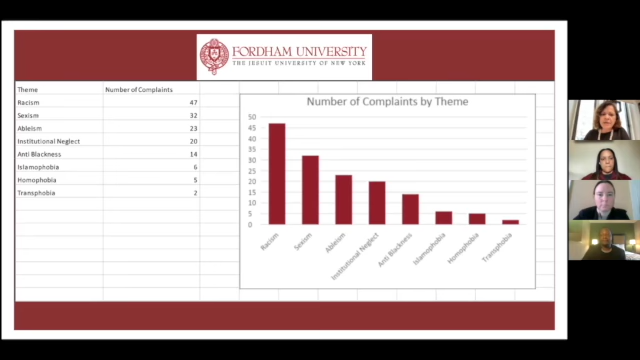 FORDHAM UNIVERSITY
THE JESUIT UNIVERSITY OF NEW YORK
Theme Number of Complaints
Racism 47
Sexism 32
Ableism 23
Institutional Neglect 20
Anti Blackness 14
Islamophobia 6
Homophobia 5
Transphobia 2
Number of Complaints by Theme
50
45
40
35
30
25
20
15
10
5
0
Racism
Sexism
Ableism
Institutional Neglect
Anti Blackness
Islamophobia
Homophobia
Transphobia